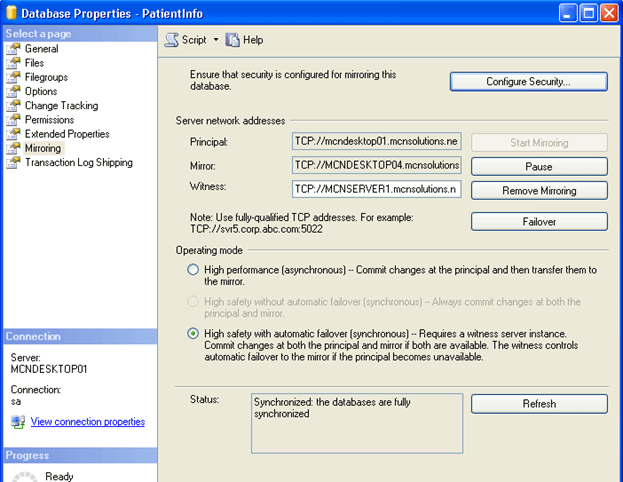 Database Properties - PatientInfo
Select a page
General
Files
Filegroups
Options
Change Tracking
Permissions
Extended Properties
Mirroring
Transaction Log Shipping
Connection
Server:
MCNDESKTOP01
Connection:
sa
View connection properties
Progress
Ready
Script
Help
Ensure that security is configured for mirroring this
database.
Configure Security...
Server network addresses
Principal:
TCP://mcndesktop01.mcnsolutions.ne
Start Mirroring
Mirror:
TCP://MCNDESKTOP04.mcnsolutions
Pause
Witness:
TCP://MCNSERVER1.mcnsolutions.n
Remove Mirroring
Note: Use fully-qualified TCP addresses. For example:
TCP://svr5.corp.abc.com:5022
Failover
Operating mode
High performance (asynchronous) -- Commit changes at the principal and then transfer them to
the mirror.
High safety without automatic failover (synchronous) -- Always commit changes at both the
principal and mirror.
High safety with automatic failover (synchronous) -- Requires a witness server instance.
Commit changes at both the principal and mirror if both are available. The witness controls
automatic failover to the mirror if the principal becomes unavailable.
Status:
Synchronized: the databases are fully
synchronized
Refresh